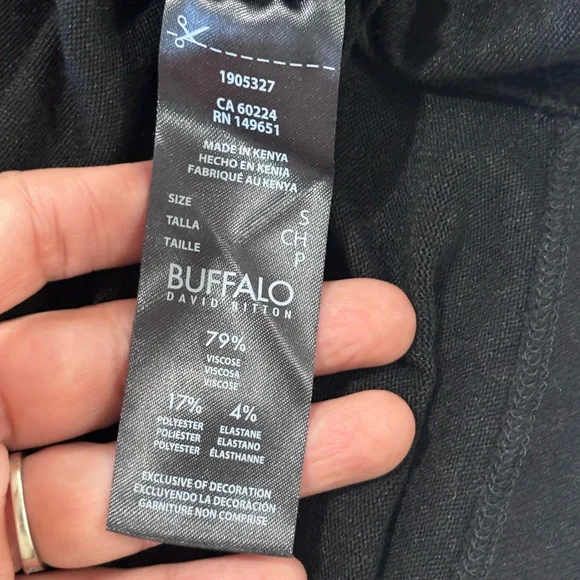 1905327
CA 60224
RN 149651
MADE IN KENYA
HECHO EN KENIA
FABRIQUÉ AU KENYA
SIZE S
TALLA CH
TAILLE P
BUFFALO
DAVID BITTON
79%
VISCOSE
VISCOSA
VISCOSE
17% 4%
POLYESTER ELASTANE
POLIÉSTER ELASTANO
POLYESTER ÉLASTHANNE
EXCLUSIVE OF DECORATION
EXCLUYENDO LA DECORACIÓN
GARNITURE NON COMPRISE